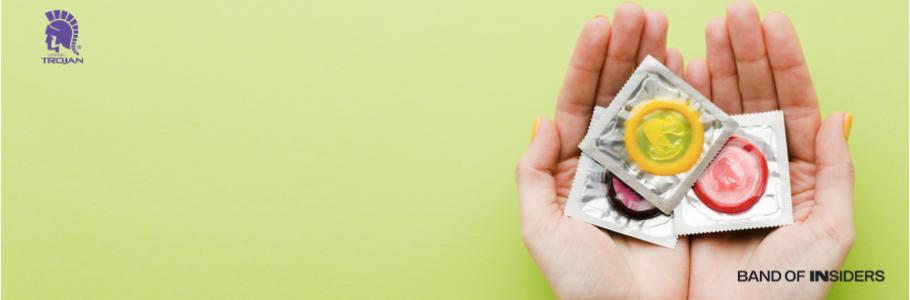 TROJAN
BAND OF INSIDERS